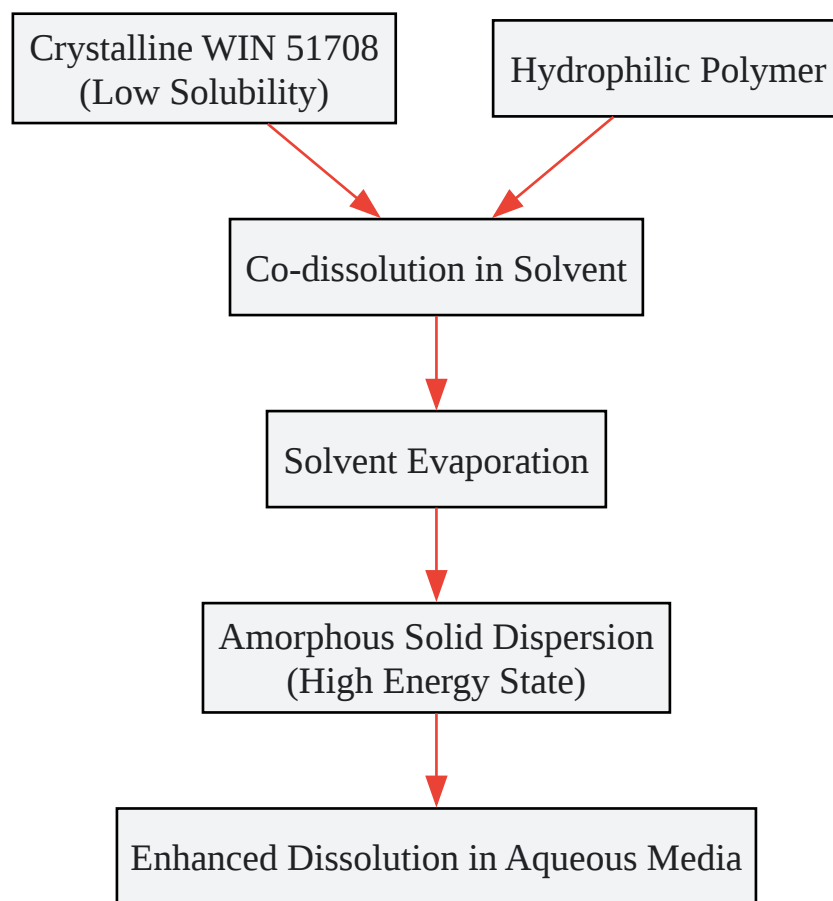 Crystalline WIN 51708
(Low Solubility)
Hydrophilic Polymer
Co-dissolution in Solvent
Solvent Evaporation
Amorphous Solid Dispersion
(High Energy State)
Enhanced Dissolution in Aqueous Media